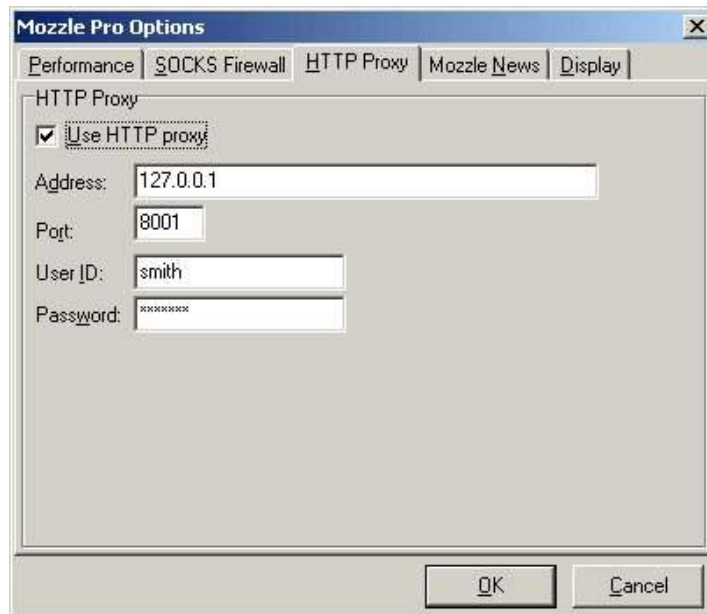 Mozzle Pro Options
Performance SOCKS Firewall HTTP Proxy Mozzle News Display
HTTP Proxy
Use HTTP proxy
Address: 127.0.0.1
Port: 8001
User ID: smith
Password: *******
OK Cancel